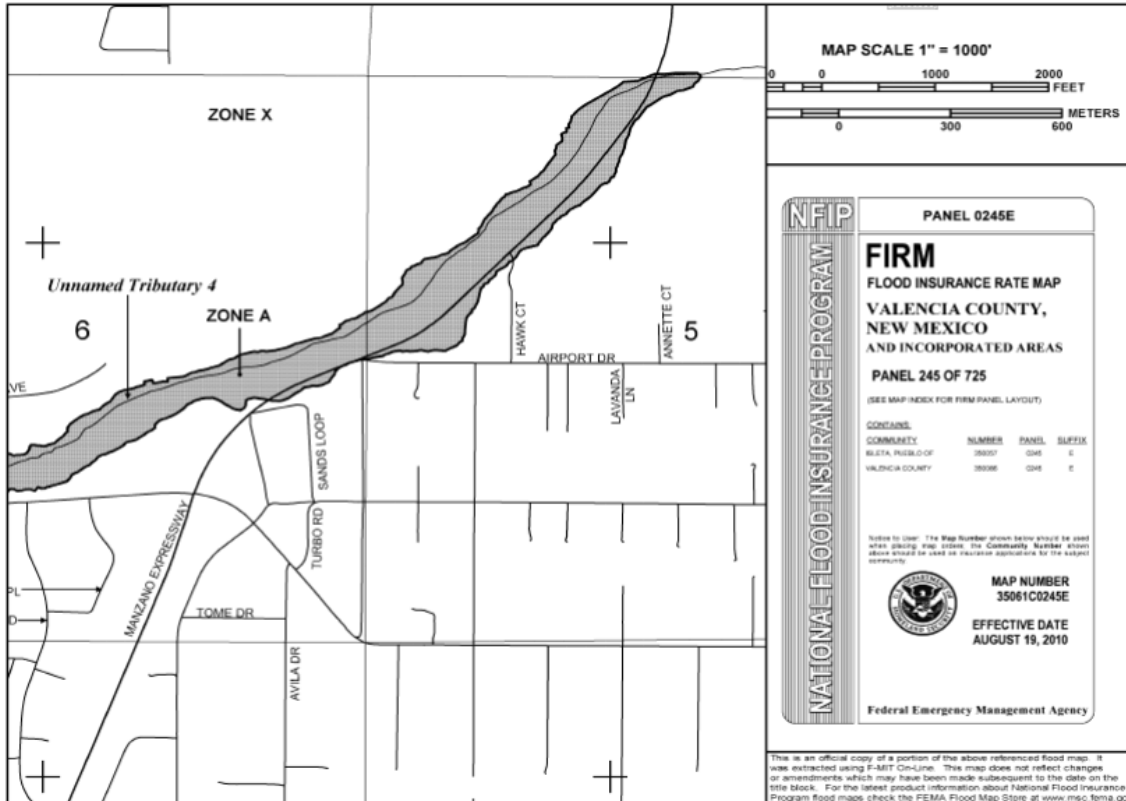 ZONE X
Unnamed Tributary 4
ZONE A
6
5
VE
HAWK CT
ANNETTE CT
AIRPORT DR
LAVANDA
LN
SANDS LOOP
TURBO RD
MANZANO EXPRESSWAY
PL
D
TOME DR
AVILA DR
MAP SCALE 1" = 1000'
0 0 1000 2000
FEET
METERS
0 300 600
NFIP
NATIONAL FLOOD INSURANCE PROGRAM
PANEL 0245E
FIRM
FLOOD INSURANCE RATE MAP
VALENCIA COUNTY,
NEW MEXICO
AND INCORPORATED AREAS
PANEL 245 OF 725
(SEE MAP INDEX FOR FIRM PANEL LAYOUT)
CONTAINS:
COMMUNITY NUMBER PANEL SUFFIX
ISLETA, PUEBLO OF 350057 0245 E
VALENCIA COUNTY 350086 0245 E
Notice to User: The Map Number shown below should be used
when placing map orders; the Community Number shown
above should be used on insurance applications for the subject
community.
MAP NUMBER
35061C0245E
EFFECTIVE DATE
AUGUST 19, 2010
Federal Emergency Management Agency
This is an official copy of a portion of the above referenced flood map. It
was extracted using F-MIT On-Line. This map does not reflect changes
or amendments which may have been made subsequent to the date on the
title block. For the latest product information about National Flood Insurance
Program flood maps check the FEMA Flood Map Store at www.msc.fema.go